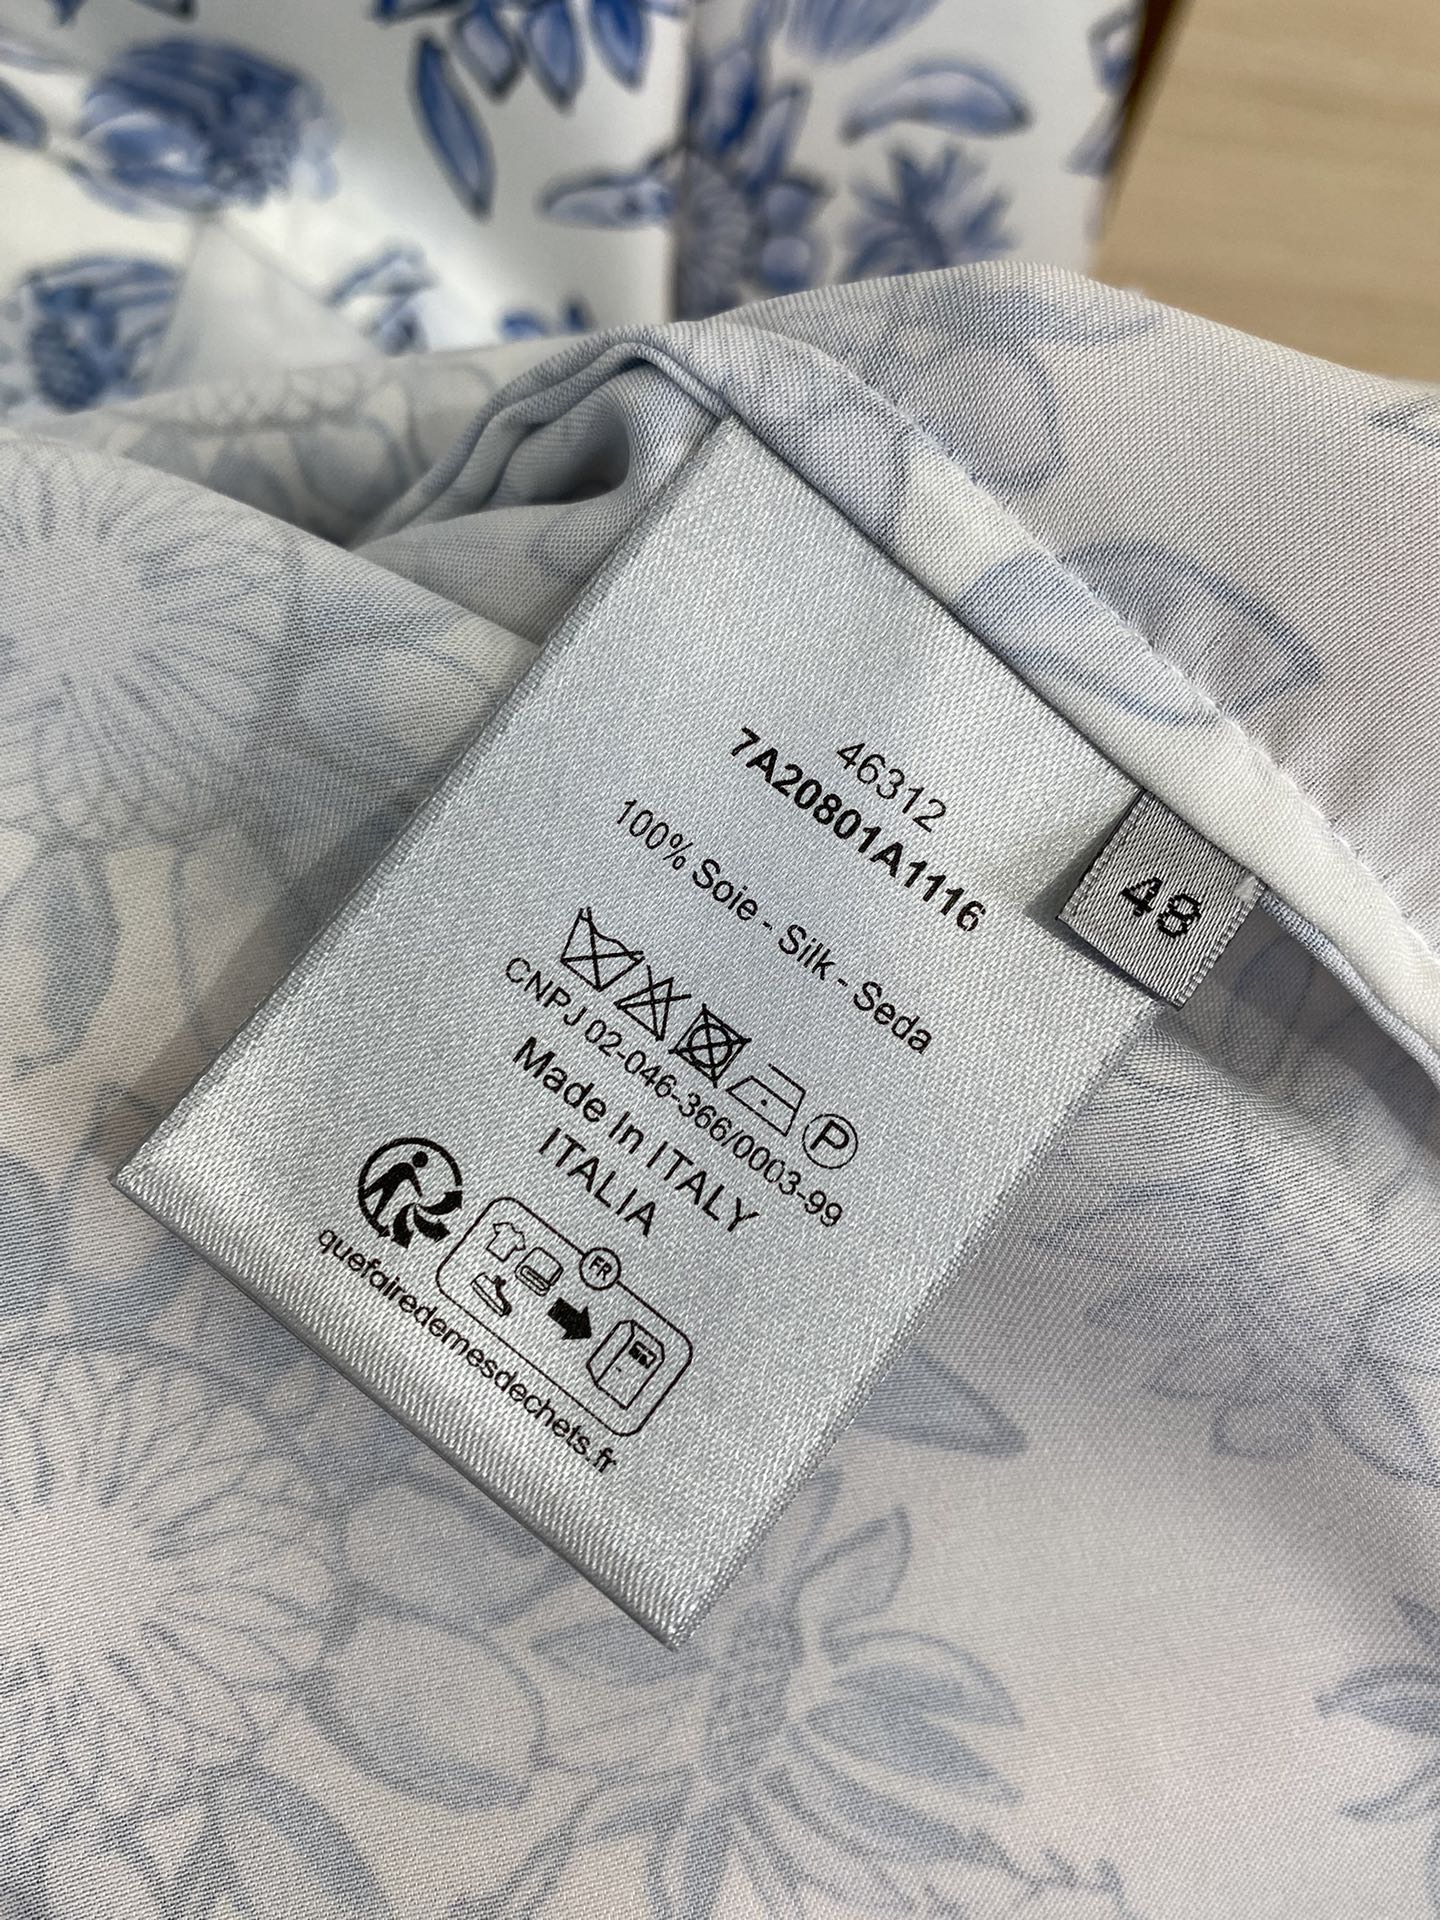 46312
7A20801A1116
100% Soie - Silk - Seda
P
CNPJ 02-046-366/0003-99
Made In ITALY
ITALIA
FR
quefairedemesdechets.fr
48